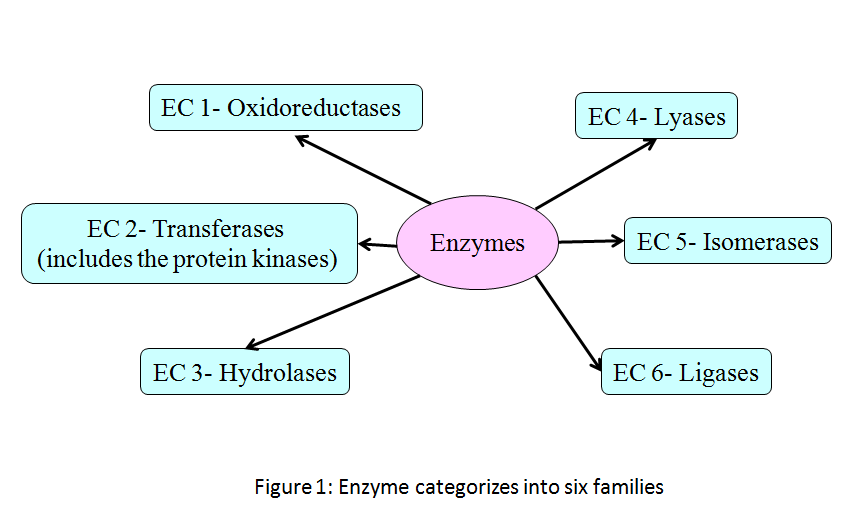 EC 1- Oxidoreductases
EC 4- Lyases
EC 2- Transferases
(includes the protein kinases)
Enzymes
EC 5- Isomerases
EC 3- Hydrolases
EC 6- Ligases
Figure 1: Enzyme categorizes into six families